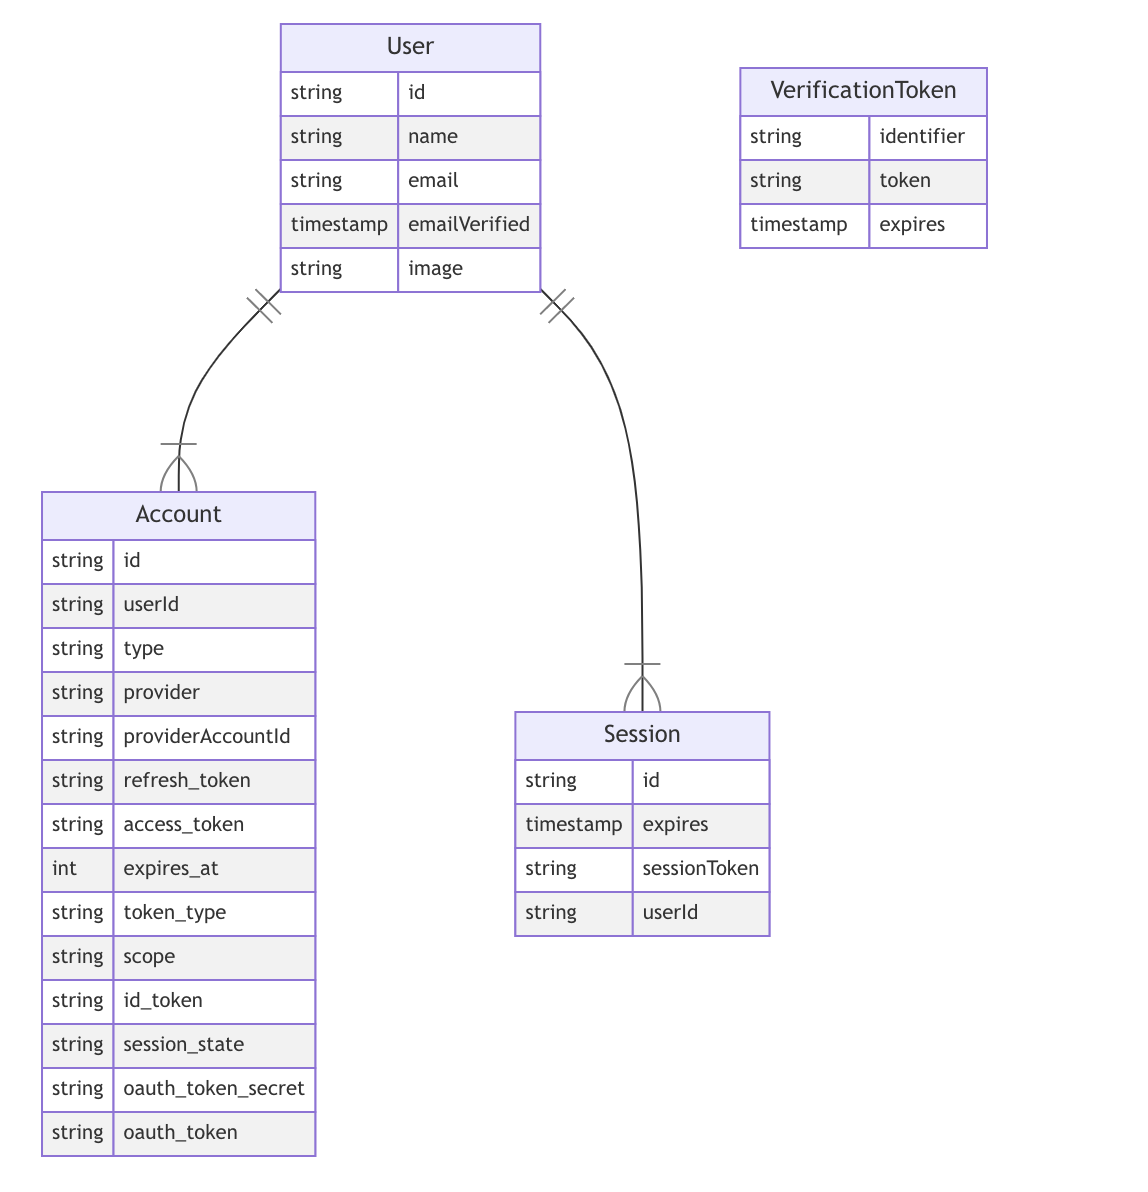 User
string id
string name
string email
timestamp emailVerified
string image
VerificationToken
string identifier
string token
timestamp expires
Account
string id
string userId
string type
string provider
string providerAccountId
string refresh_token
string access_token
int expires_at
string token_type
string scope
string id_token
string session_state
string oauth_token_secret
string oauth_token
Session
string id
timestamp expires
string sessionToken
string userId